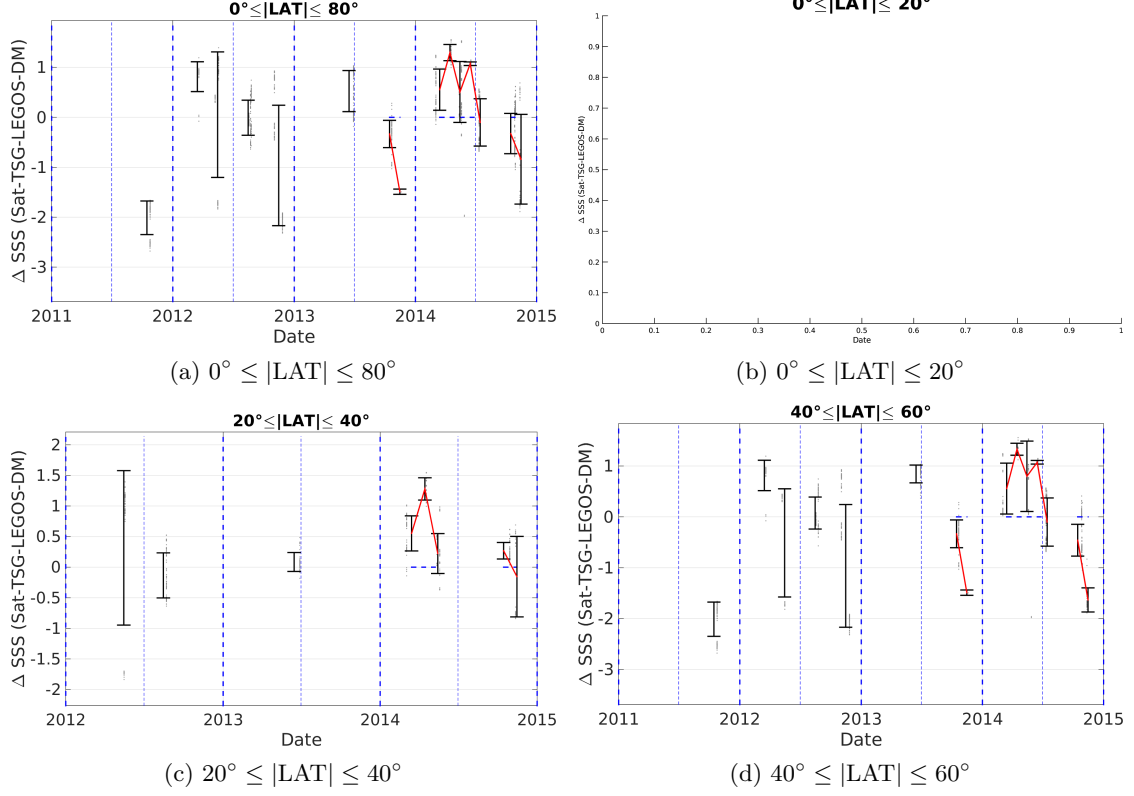 0°≤|LAT|≤ 80°
Δ SSS (Sat-TSG-LEGOS-DM)
1
0
-1
-2
-3
2011 2012 2013 2014 2015
Date
(a) 0° ≤ |LAT| ≤ 80°
0°≤|LAT|≤ 20°
Δ SSS (Sat-TSG-LEGOS-DM)
1
0.9
0.8
0.7
0.6
0.5
0.4
0.3
0.2
0.1
0
0 0.1 0.2 0.3 0.4 0.5 0.6 0.7 0.8 0.9 1
Date
(b) 0° ≤ |LAT| ≤ 20°
20°≤|LAT|≤ 40°
Δ SSS (Sat-TSG-LEGOS-DM)
2
1.5
1
0.5
0
-0.5
-1
-1.5
-2
2012 2013 2014 2015
Date
(c) 20° ≤ |LAT| ≤ 40°
40°≤|LAT|≤ 60°
Δ SSS (Sat-TSG-LEGOS-DM)
1
0
-1
-2
-3
2011 2012 2013 2014 2015
Date
(d) 40° ≤ |LAT| ≤ 60°